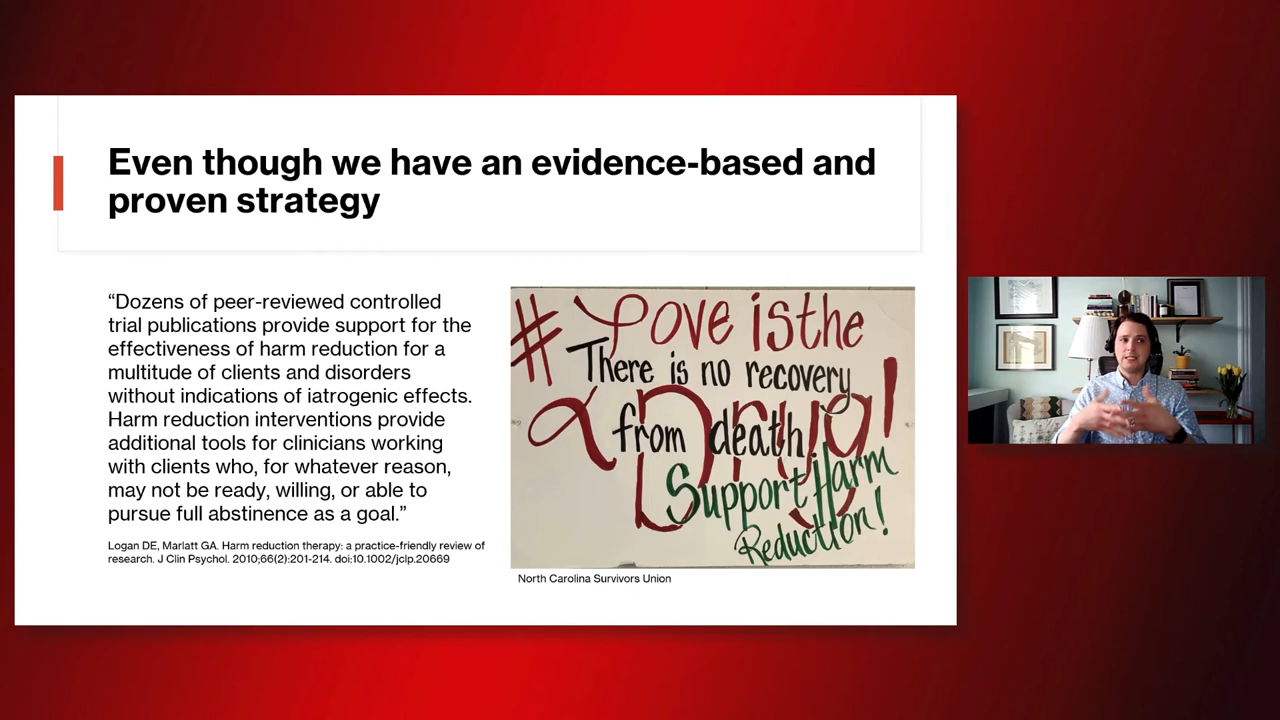 Even though we have an evidence-based and
proven strategy
“Dozens of peer-reviewed controlled
trial publications provide support for the
effectiveness of harm reduction for a
multitude of clients and disorders
without indications of iatrogenic effects.
Harm reduction interventions provide
additional tools for clinicians working
with clients who, for whatever reason,
may not be ready, willing, or able to
pursue full abstinence as a goal.”
Logan DE, Marlatt GA. Harm reduction therapy: a practice-friendly review of
research. J Clin Psychol. 2010;66(2):201-214. doi:10.1002/jclp.20669
# Love is the
There is no recovery
Drug!
from death
Support Harm
Reduction!
North Carolina Survivors Union